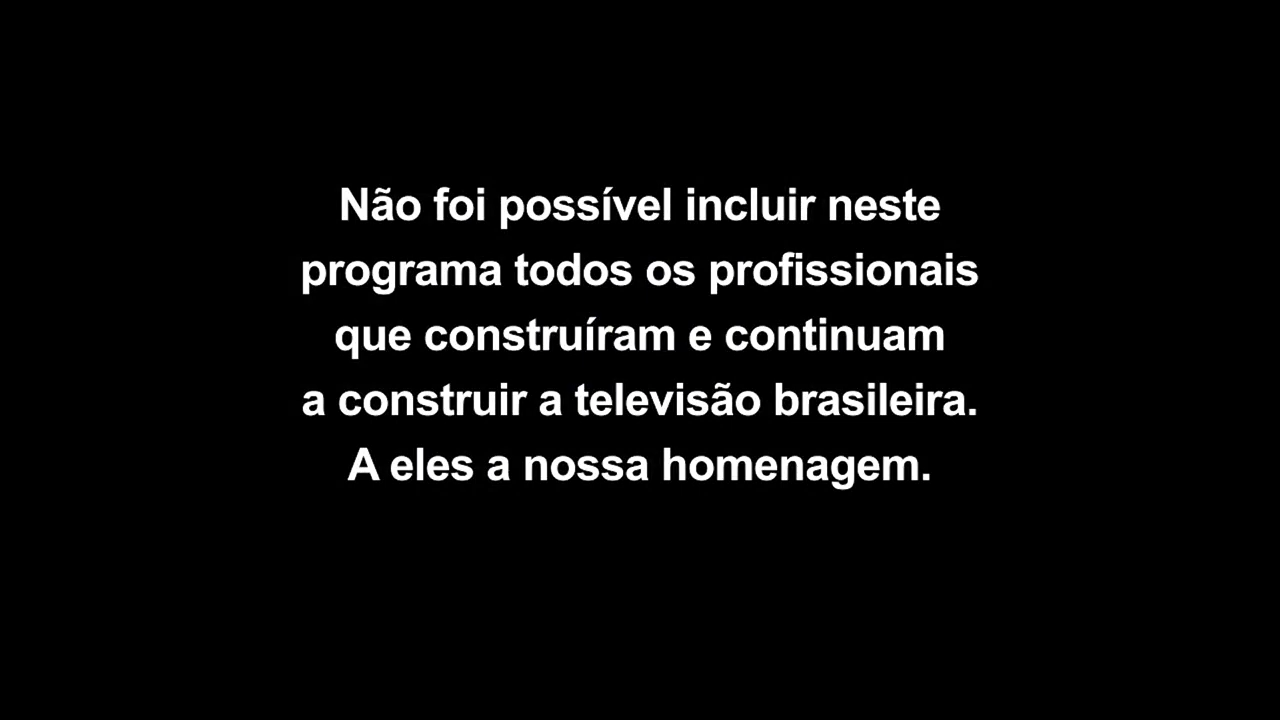 Não foi possível incluir neste
programa todos os profissionais
que construíram e continuam
a construir a televisão brasileira.
A eles a nossa homenagem.